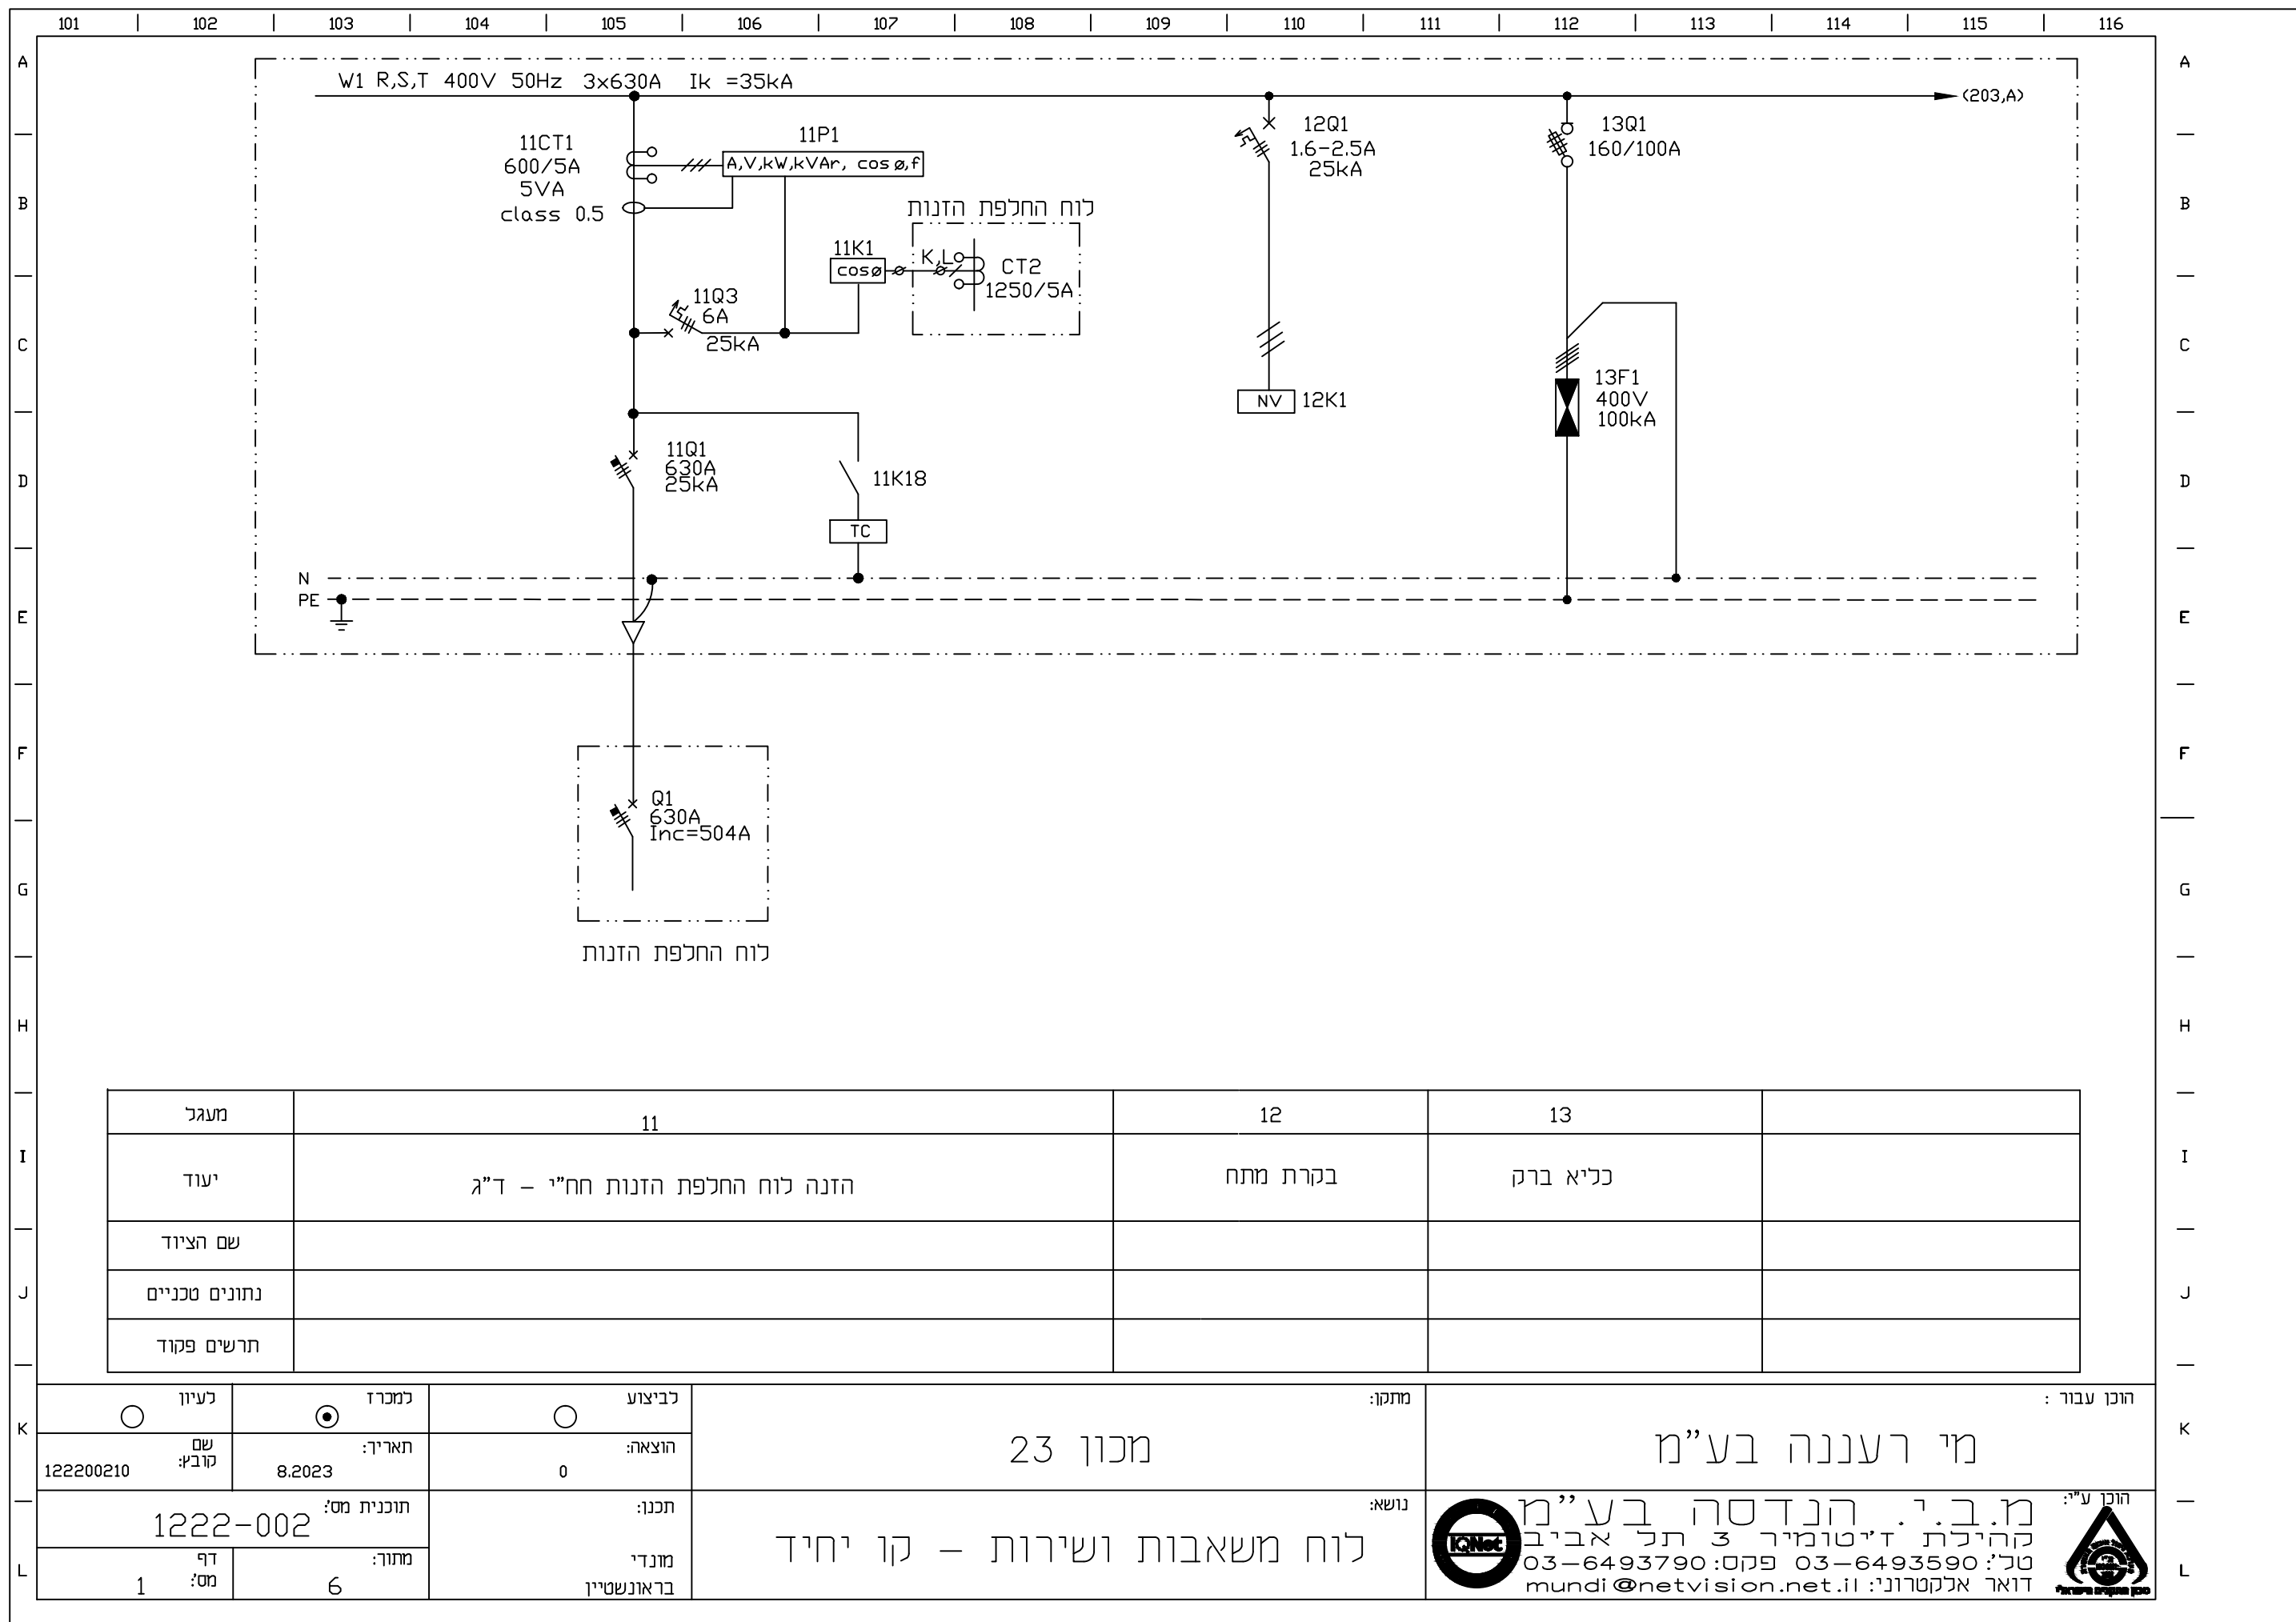 101 102 103 104 105 106 107 108 109 110 111 112 113 114 115 116
A
B
C
D
E
F
G
H
I
J
K
L
A
B
C
D
E
F
G
H
I
J
K
L
W1 R,S,T 400V 50Hz 3x630A Ik =35kA
(203,A)
11CT1
600/5A
5VA
class 0.5
11P1
A,V,kW,kVAr, cos ø,f
לוח החלפת הזנות
11K1
cosø
K,L
CT2
1250/5A
11Q3
6A
25kA
12Q1
1.6-2.5A
25kA
13Q1
160/100A
NV
12K1
13F1
400V
100kA
11Q1
630A
25kA
11K18
TC
N
PE
Q1
630A
Inc=504A
לוח החלפת הזנות
מעגל
11
12
13
יעוד
הזנה לוח החלפת הזנות חח"י - ד"ג
בקרת מתח
כליא ברק
שם הציוד
נתונים טכניים
תרשים פקוד
לעיון
למכרז
לביצוע
שם
קובץ:
122200210
תאריך:
8.2023
הוצאה:
0
תוכנית מס':
1222-002
תכנן:
מונדי
בראונשטיין
דף
מס':
1
מתוך:
6
מתקן:
מכון 23
נושא:
לוח משאבות ושירות - קו יחיד
הוכן עבור :
מי רעננה בע"מ
הוכן ע"י:
מ.ב.י. הנדסה בע"מ
קהילת ז'יטומיר 3 תל אביב
טל': 03-6493590 פקס: 03-6493790
דואר אלקטרוני: mundi@netvision.net.il
IQNet
מכון התקנים הישראלי